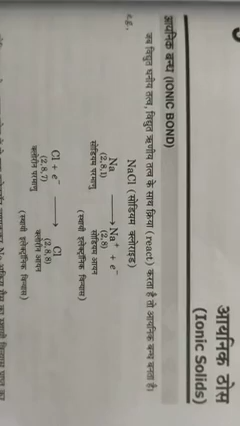 आयनिक ठोस
(Ionic Solids)
आयनिक बन्ध (IONIC BOND)
जब विद्युत धनीय तत्व, विद्युत ऋणीय तत्व के साथ क्रिया (react) करता है तो आयनिक बन्ध बनता है।
e.g.,
NaCl (सोडियम क्लोराइड)
Na ⟶ Na⁺ + e⁻
(2,8,1) (2,8)
सोडियम परमाणु सोडियम आयन
(स्थायी इलेक्ट्रॉनिक विन्यास)
Cl + e⁻ ⟶ Cl
(2,8,7) (2,8,8)
क्लोरीन परमाणु क्लोरीन आयन
(स्थायी इलेक्ट्रॉनिक विन्यास)